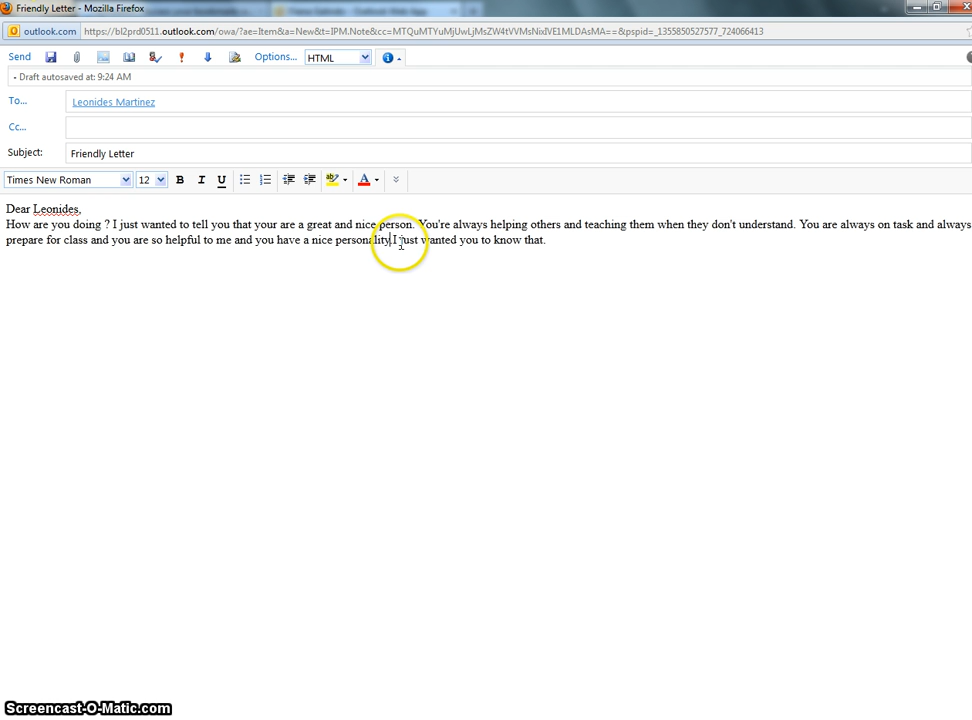 Friendly Letter - Mozilla Firefox
outlook.com https://bl2prd0511.outlook.com/owa/?ae=Item&a=New&t=IPM.Note&cc=MTQuMTYuMjUwLjMsZW4tVVMsNixIVE1MLDAsMA==&pspid=_1355850527577_724066413
Send Options... HTML
• Draft autosaved at: 9:24 AM
To... Leonides Martinez
Cc...
Subject: Friendly Letter
Times New Roman 12 B I U ab A
Dear Leonides,
How are you doing ? I just wanted to tell you that your are a great and nice person. You're always helping others and teaching them when they don't understand. You are always on task and always
prepare for class and you are so helpful to me and you have a nice personality.I just wanted you to know that.
Screencast-O-Matic.com